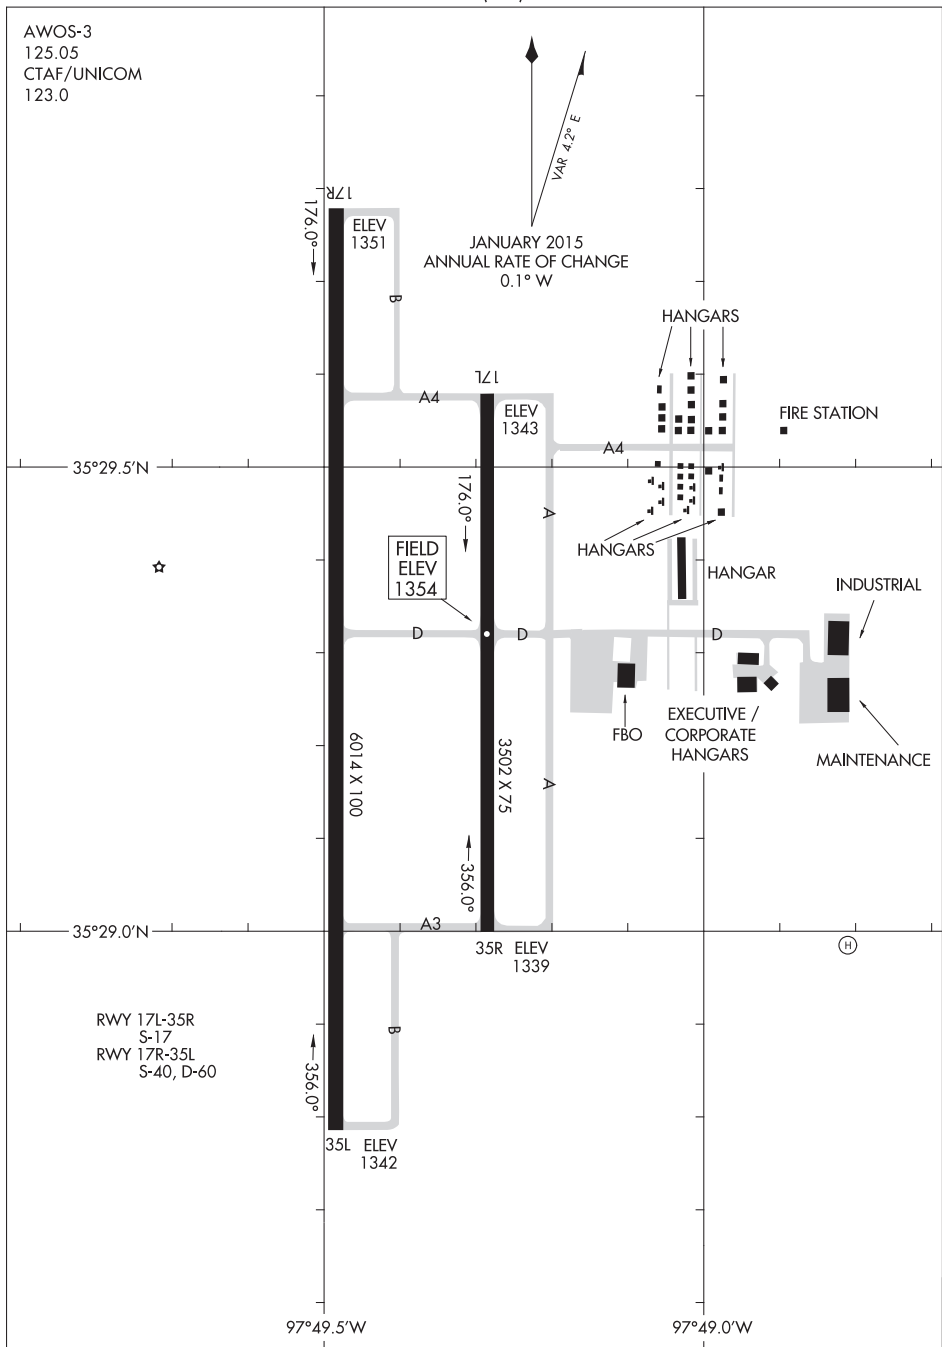 AWOS-3
125.05
CTAF/UNICOM
123.0
VAR 4.2° E
JANUARY 2015
ANNUAL RATE OF CHANGE
0.1° W
17R
176.0°
ELEV
1351
B
HANGARS
17L
A4
ELEV
1343
FIRE STATION
A4
35°29.5'N
176.0°
A
HANGARS
FIELD
ELEV
1354
HANGAR
INDUSTRIAL
D
D
D
FBO
EXECUTIVE /
CORPORATE
HANGARS
MAINTENANCE
6014 X 100
3502 X 75
A
356.0°
A3
35°29.0'N
35R
ELEV
1339
H
RWY 17L-35R
S-17
RWY 17R-35L
S-40, D-60
B
356.0°
35L
ELEV
1342
97°49.5'W
97°49.0'W